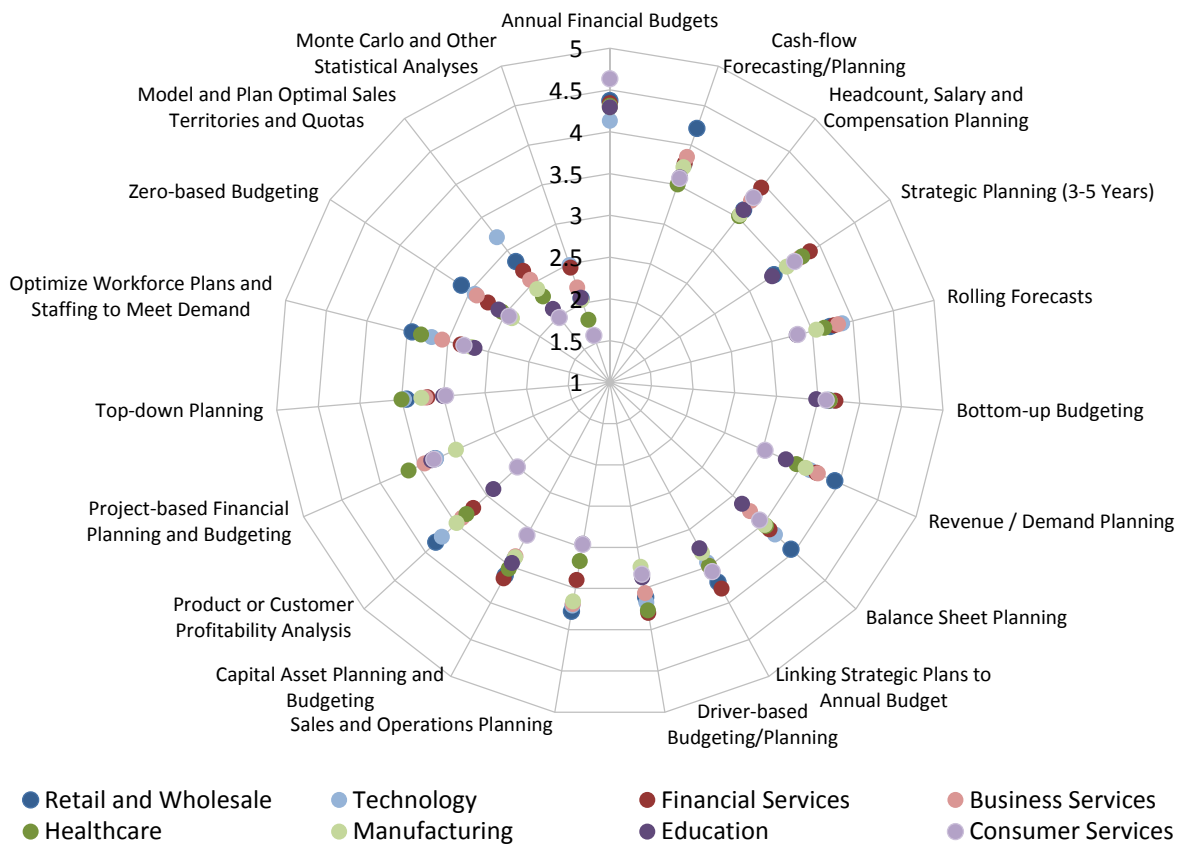 Annual Financial Budgets
Cash-flow
Forecasting/Planning
Headcount, Salary and
Compensation Planning
Strategic Planning (3-5 Years)
Rolling Forecasts
Bottom-up Budgeting
Revenue / Demand Planning
Balance Sheet Planning
Linking Strategic Plans to
Annual Budget
Driver-based
Budgeting/Planning
Sales and Operations Planning
Capital Asset Planning and
Budgeting
Product or Customer
Profitability Analysis
Project-based Financial
Planning and Budgeting
Top-down Planning
Optimize Workforce Plans and
Staffing to Meet Demand
Zero-based Budgeting
Model and Plan Optimal Sales
Territories and Quotas
Monte Carlo and Other
Statistical Analyses
5
4.5
4
3.5
3
2.5
2
1.5
1
Retail and Wholesale
Technology
Financial Services
Business Services
Healthcare
Manufacturing
Education
Consumer Services